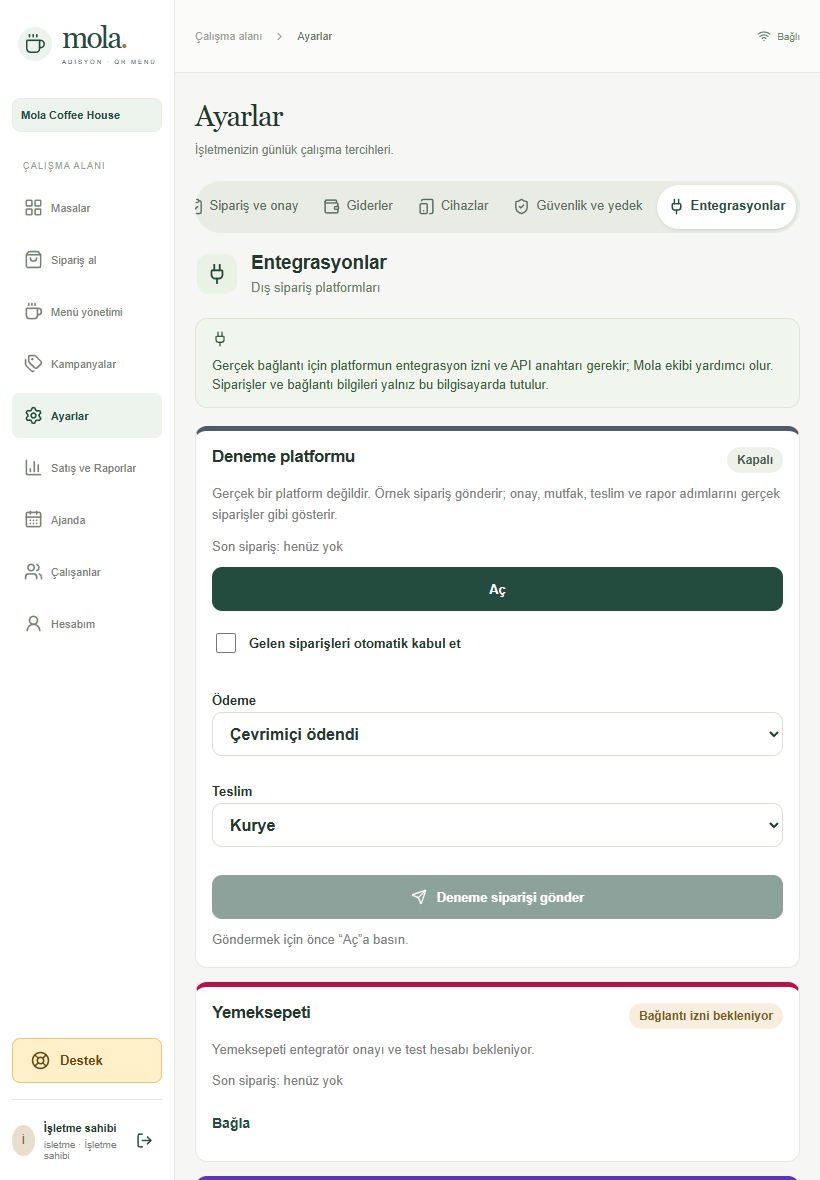 mola.
ADİSYON · QR MENÜ
Mola Coffee House
ÇALIŞMA ALANI
Masalar
Sipariş al
Menü yönetimi
Kampanyalar
Ayarlar
Satış ve Raporlar
Ajanda
Çalışanlar
Hesabım
Destek
İ
İşletme sahibi
isletme · İşletme
sahibi
Çalışma alanı
Ayarlar
Bağlı
Ayarlar
İşletmenizin günlük çalışma tercihleri.
Sipariş ve onay
Giderler
Cihazlar
Güvenlik ve yedek
Entegrasyonlar
Entegrasyonlar
Dış sipariş platformları
Gerçek bağlantı için platformun entegrasyon izni ve API anahtarı gerekir; Mola ekibi yardımcı olur.
Siparişler ve bağlantı bilgileri yalnız bu bilgisayarda tutulur.
Deneme platformu
Kapalı
Gerçek bir platform değildir. Örnek sipariş gönderir; onay, mutfak, teslim ve rapor adımlarını gerçek
siparişler gibi gösterir.
Son sipariş: henüz yok
Aç
Gelen siparişleri otomatik kabul et
Ödeme
Çevrimiçi ödendi
Teslim
Kurye
Deneme siparişi gönder
Göndermek için önce “Aç”a basın.
Yemeksepeti
Bağlantı izni bekleniyor
Yemeksepeti entegratör onayı ve test hesabı bekleniyor.
Son sipariş: henüz yok
Bağla